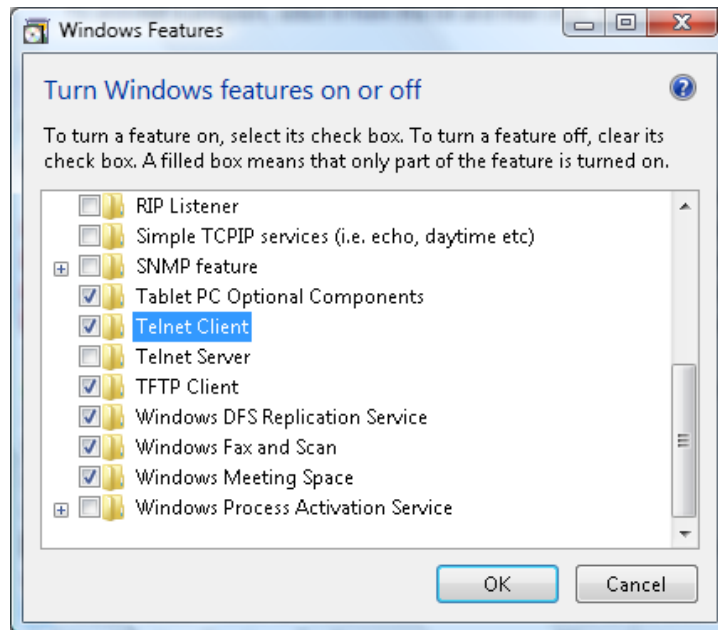 Windows Features
Turn Windows features on or off
To turn a feature on, select its check box. To turn a feature off, clear its
check box. A filled box means that only part of the feature is turned on.
RIP Listener
Simple TCPIP services (i.e. echo, daytime etc)
SNMP feature
Tablet PC Optional Components
Telnet Client
Telnet Server
TFTP Client
Windows DFS Replication Service
Windows Fax and Scan
Windows Meeting Space
Windows Process Activation Service
OK Cancel